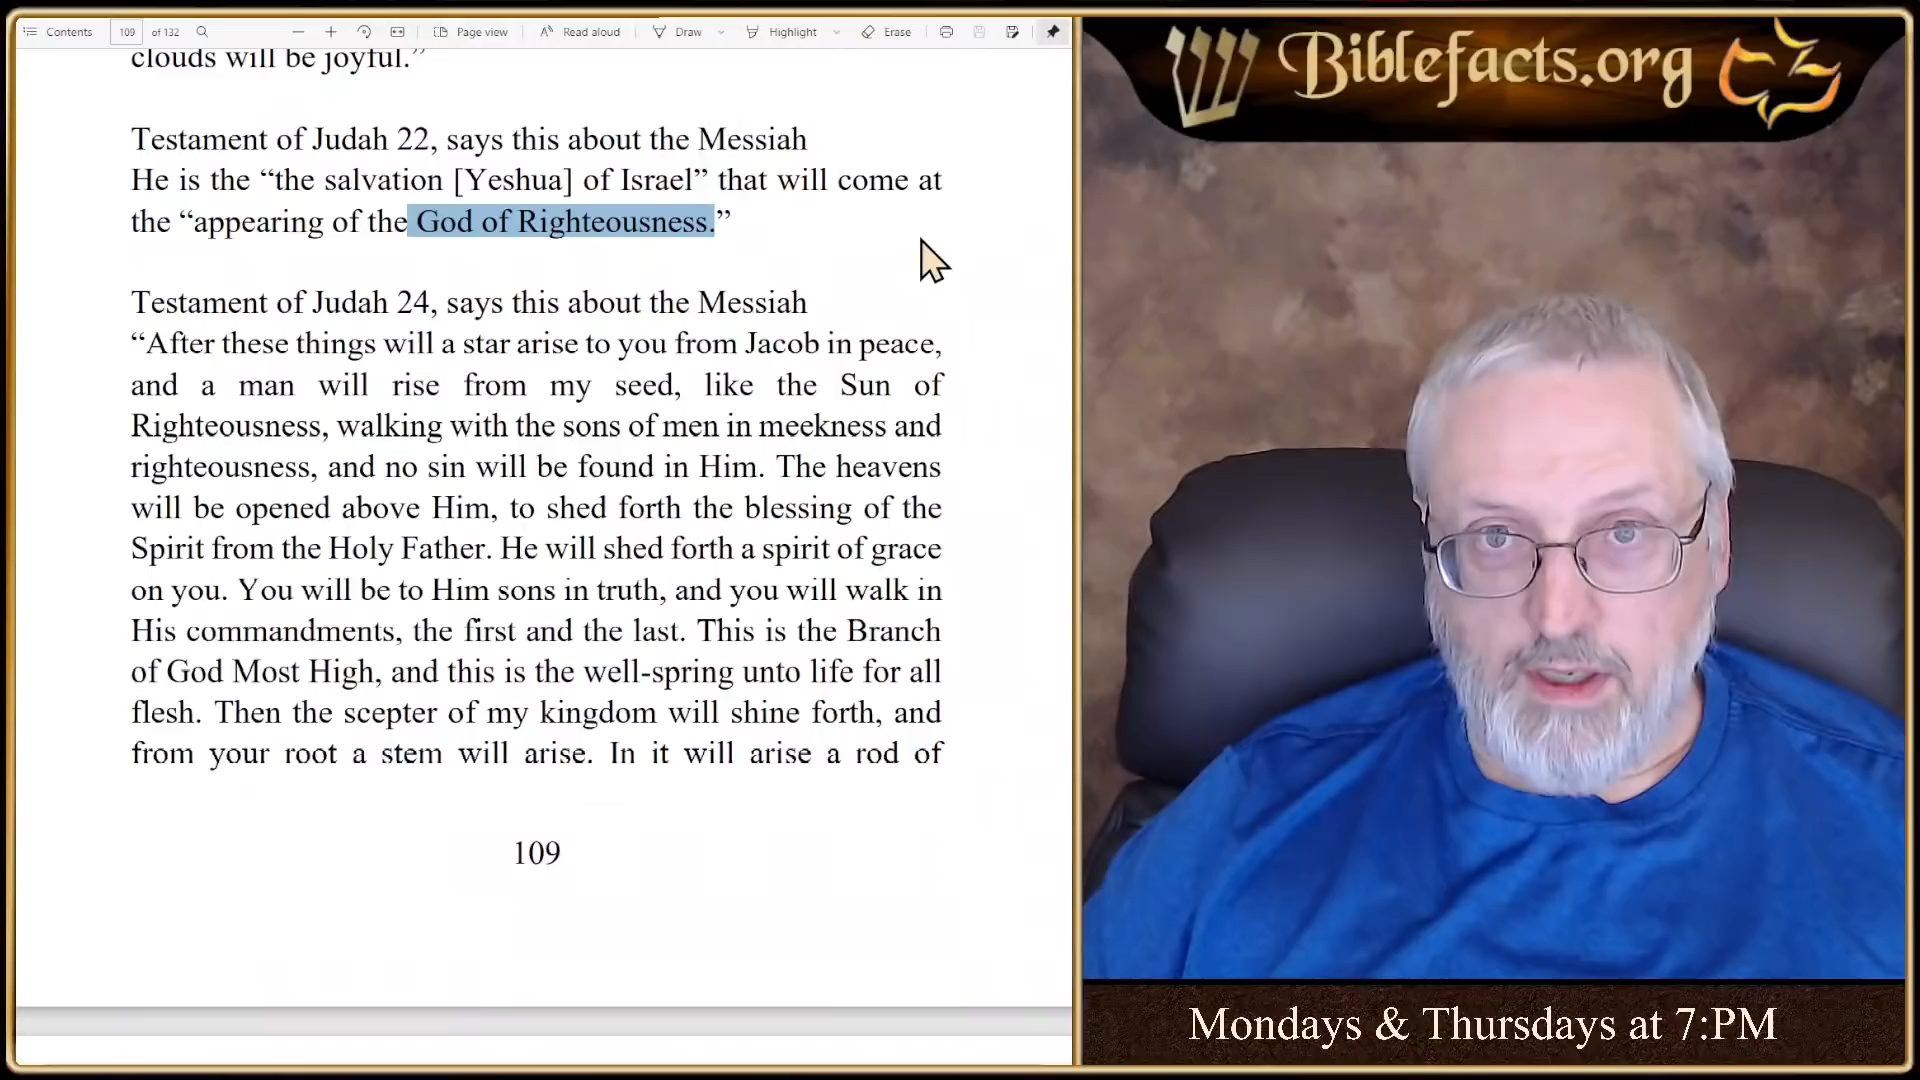 Contents 109 of 132 Page view Read aloud Draw Highlight Erase
clouds will be joyful.”
Testament of Judah 22, says this about the Messiah
He is the “the salvation [Yeshua] of Israel” that will come at
the “appearing of the God of Righteousness.”
Testament of Judah 24, says this about the Messiah
“After these things will a star arise to you from Jacob in peace,
and a man will rise from my seed, like the Sun of
Righteousness, walking with the sons of men in meekness and
righteousness, and no sin will be found in Him. The heavens
will be opened above Him, to shed forth the blessing of the
Spirit from the Holy Father. He will shed forth a spirit of grace
on you. You will be to Him sons in truth, and you will walk in
His commandments, the first and the last. This is the Branch
of God Most High, and this is the well-spring unto life for all
flesh. Then the scepter of my kingdom will shine forth, and
from your root a stem will arise. In it will arise a rod of
109
ש Biblefacts.org
Mondays & Thursdays at 7:PM